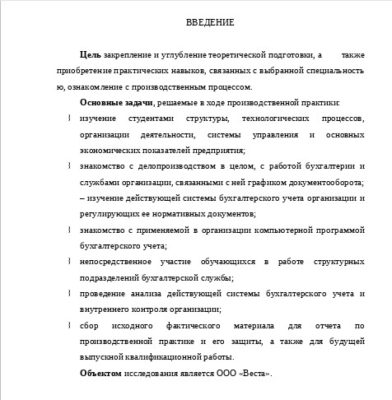 ВВЕДЕНИЕ
Цель закрепление и углубление теоретической подготовки, а также
приобретение практических навыков, связанных с выбранной специальность
ю, ознакомление с производственным процессом.
Основные задачи, решаемые в ходе производственной практики:
изучение студентами структуры, технологических процессов,
организации деятельности, системы управления и основных
экономических показателей предприятия;
знакомство с делопроизводством в целом, с работой бухгалтерии и
службами организации, связанными с ней графиком документооборота;
– изучение действующей системы бухгалтерского учета организации и
регулирующих ее нормативных документов;
знакомство с применяемой в организации компьютерной программой
бухгалтерского учета;
непосредственное участие обучающихся в работе структурных
подразделений бухгалтерской службы;
проведение анализа действующей системы бухгалтерского учета и
внутреннего контроля организации;
сбор исходного фактического материала для отчета по
производственной практике и его защиты, а также для будущей
выпускной квалификационной работы.
Объектом исследования является ООО «Веста».